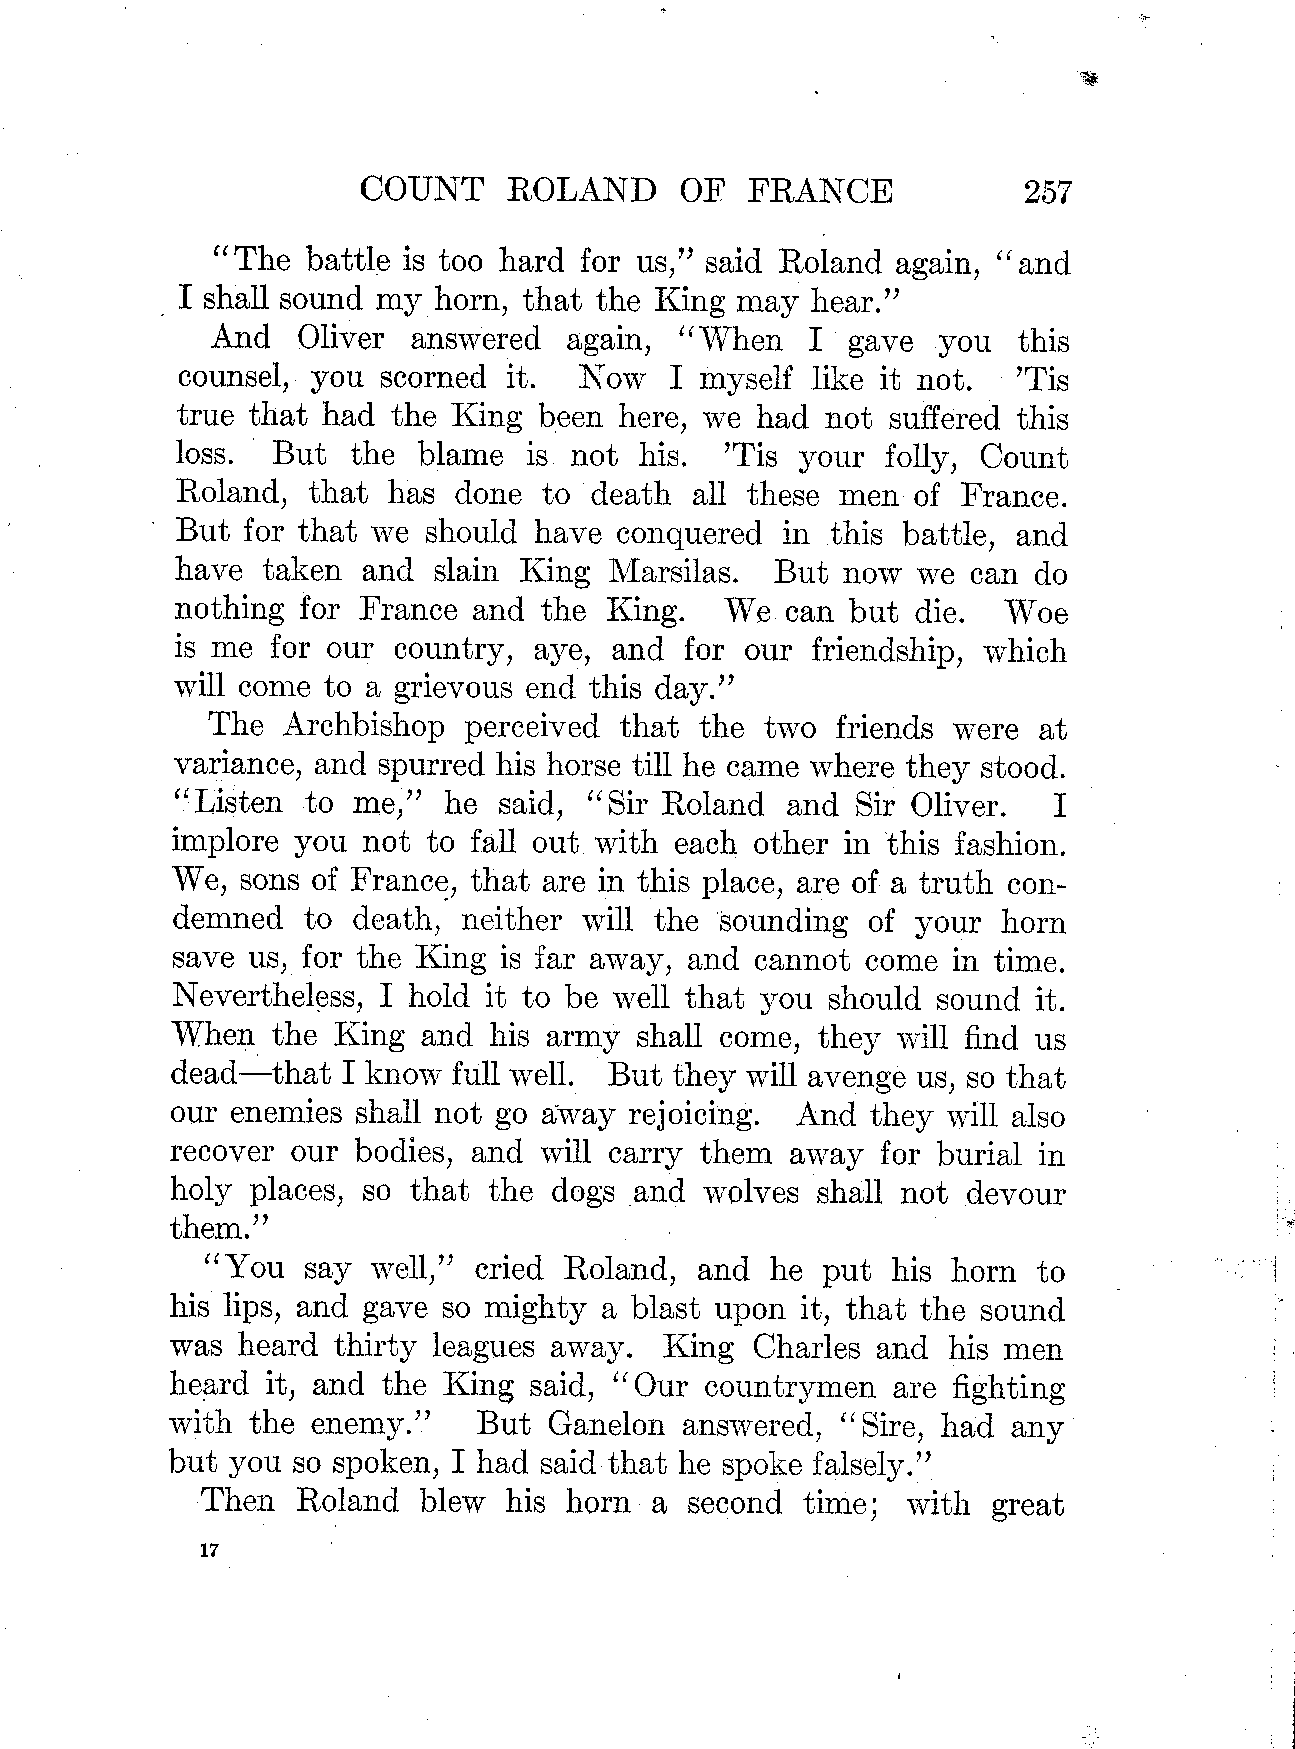 COUNT ROLAND OF FRANCE 257
"The battle is too hard for us," said Roland again, "and
I shall sound my horn, that the King may hear."
And Oliver answered again, "When I gave you this
counsel, you scorned it. Now I myself like it not. 'Tis
true that had the King been here, we had not suffered this
loss. But the blame is not his. 'Tis your folly, Count
Roland, that has done to death all these men of France.
But for that we should have conquered in this battle, and
have taken and slain King Marsilas. But now we can do
nothing for France and the King. We can but die. Woe
is me for our country, aye, and for our friendship, which
will come to a grievous end this day."
The Archbishop perceived that the two friends were at
variance, and spurred his horse till he came where they stood.
"Listen to me," he said, "Sir Roland and Sir Oliver. I
implore you not to fall out with each other in this fashion.
We, sons of France, that are in this place, are of a truth con-
demned to death, neither will the sounding of your horn
save us, for the King is far away, and cannot come in time.
Nevertheless, I hold it to be well that you should sound it.
When the King and his army shall come, they will find us
dead—that I know full well. But they will avenge us, so that
our enemies shall not go away rejoicing. And they will also
recover our bodies, and will carry them away for burial in
holy places, so that the dogs and wolves shall not devour
them."
"You say well," cried Roland, and he put his horn to
his lips, and gave so mighty a blast upon it, that the sound
was heard thirty leagues away. King Charles and his men
heard it, and the King said, "Our countrymen are fighting
with the enemy." But Ganelon answered, "Sire, had any
but you so spoken, I had said that he spoke falsely."
Then Roland blew his horn a second time; with great
17